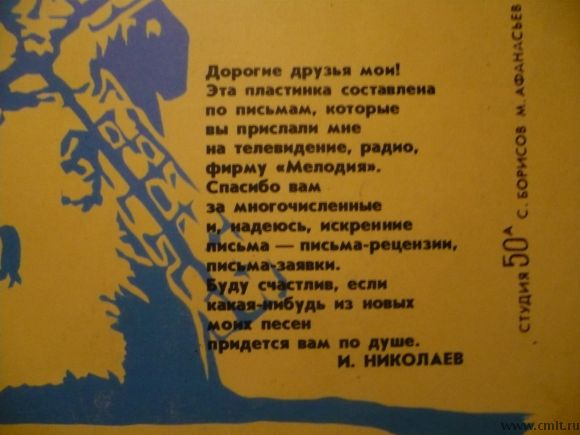 Дорогие друзья мои!
Эта пластинка составлена
по письмам, которые
вы прислали мне
на телевидение, радио,
фирму «Мелодия».
Спасибо вам
за многочисленные
и, надеюсь, искренние
письма — письма-рецензии,
письма-заявки.
Буду счастлив, если
какая-нибудь из новых
моих песен
придется вам по душе.
И. НИКОЛАЕВ
СТУДИЯ 50А С. БОРИСОВ М. АФАНАСЬЕВ
© www.cmlt.ru